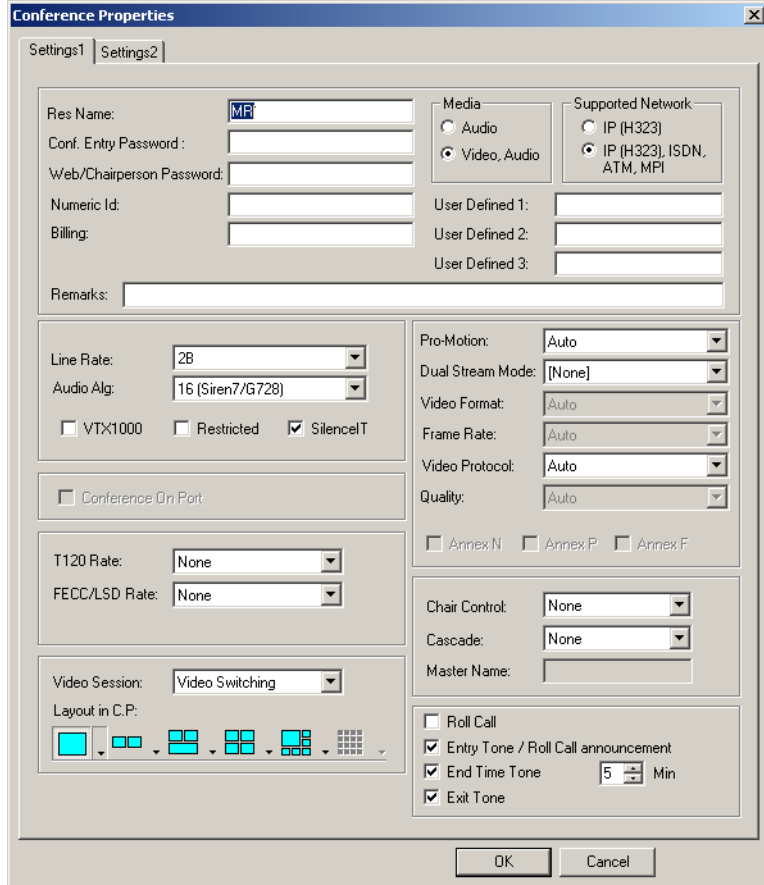 Conference Properties
Settings1 Settings2
Res Name: MR
Conf. Entry Password :
Web/Chairperson Password:
Numeric Id:
Billing:
Media
Audio
Video, Audio
Supported Network
IP (H323)
IP (H323), ISDN,
ATM, MPI
User Defined 1:
User Defined 2:
User Defined 3:
Remarks:
Line Rate: 2B
Audio Alg: 16 (Siren7/G728)
VTX1000 Restricted SilenceIT
Conference On Port
T120 Rate: None
FECC/LSD Rate: None
Video Session: Video Switching
Layout in C.P:
Pro-Motion: Auto
Dual Stream Mode: [None]
Video Format: Auto
Frame Rate: Auto
Video Protocol: Auto
Quality: Auto
Annex N Annex P Annex F
Chair Control: None
Cascade: None
Master Name:
Roll Call
Entry Tone / Roll Call announcement
End Time Tone 5 Min
Exit Tone
OK Cancel